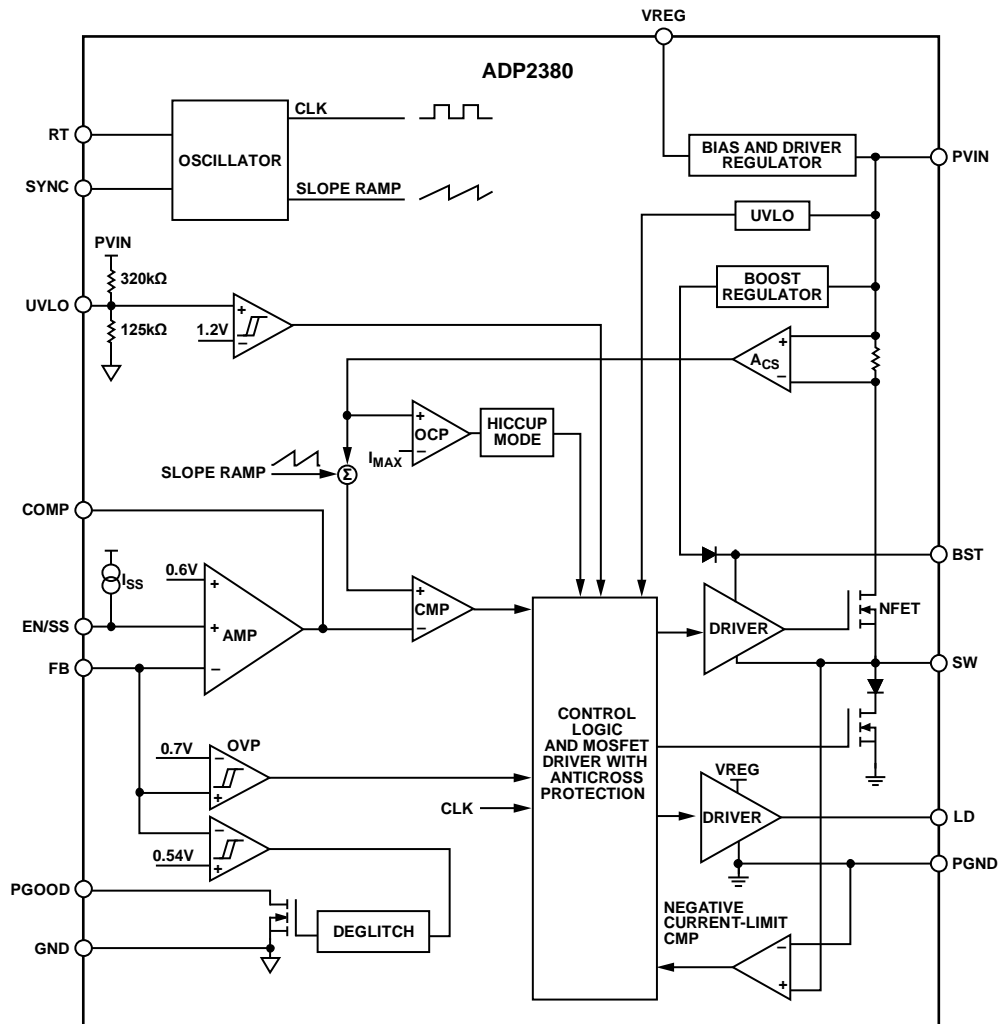 VREG
ADP2380
CLK
RT
OSCILLATOR
BIAS AND DRIVER
REGULATOR
PVIN
SYNC
SLOPE RAMP
UVLO
PVIN
320kΩ
BOOST
REGULATOR
UVLO
125kΩ
1.2V
+
−
+
ACS
−
+
OCP
−
IMAX
HICCUP
MODE
SLOPE RAMP
Σ
COMP
BST
ISS
0.6V
+
+
CMP
−
NFET
DRIVER
EN/SS
+
AMP
FB
−
SW
CONTROL
LOGIC
AND MOSFET
DRIVER WITH
ANTICROSS
PROTECTION
0.7V
OVP
−
+
VREG
CLK
DRIVER
LD
−
0.54V
+
PGND
PGOOD
DEGLITCH
NEGATIVE
CURRENT-LIMIT
CMP
GND
−
+